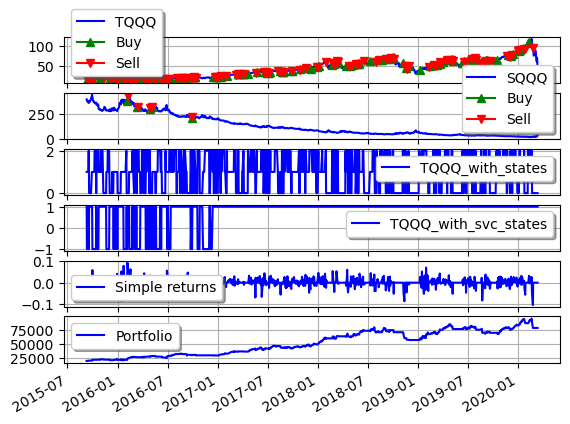 TQQQ
Buy
Sell
100
50
SQQQ
Buy
Sell
250
0
2
0
TQQQ_with_states
1
0
−1
TQQQ_with_svc_states
0.1
0.0
−0.1
Simple returns
75000
50000
25000
Portfolio
2015-07
2016-01
2016-07
2017-01
2017-07
2018-01
2018-07
2019-01
2019-07
2020-01